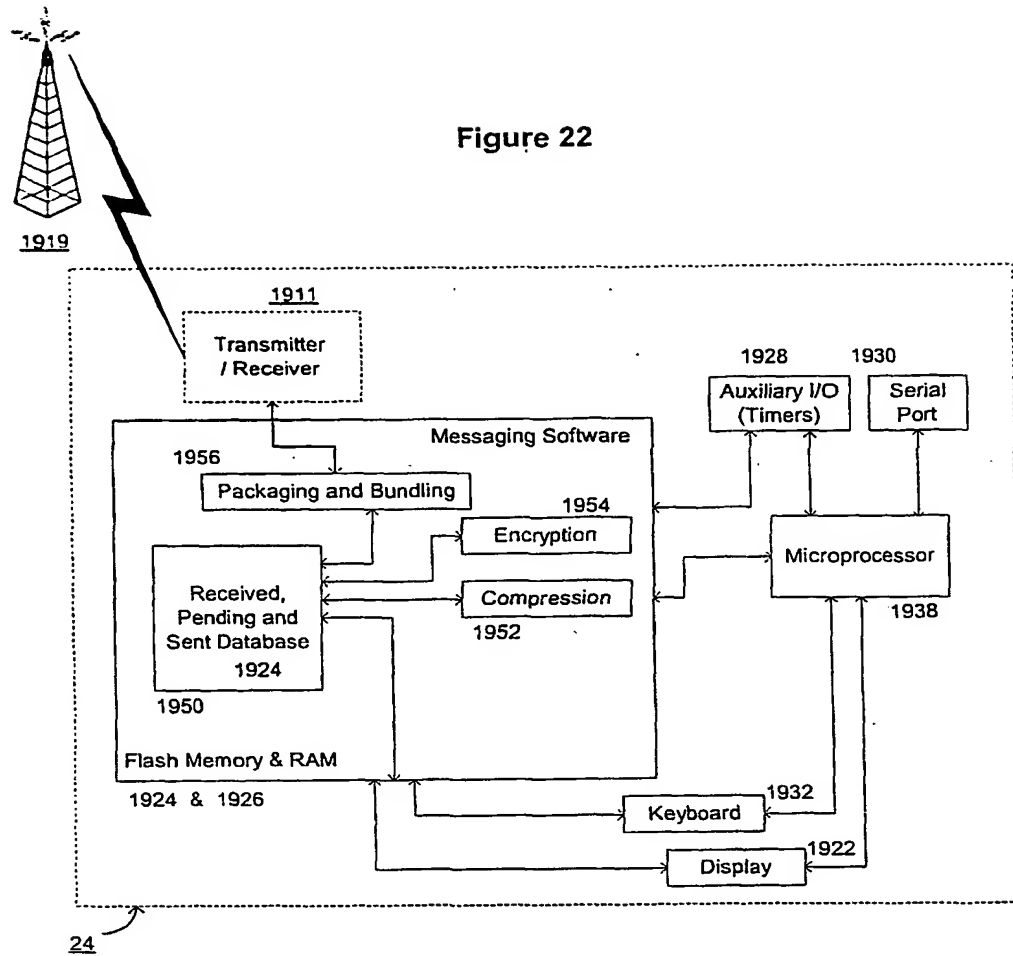 Figure 22
1919
1911
Transmitter
/ Receiver
1928
1930
Auxiliary I/O
(Timers)
Serial
Port
Messaging Software
1956
Packaging and Bundling
1954
Encryption
Microprocessor
1938
Received,
Pending and
Sent Database
1924
1950
Compression
1952
Flash Memory & RAM
1924 & 1926
Keyboard
1932
Display
1922
24